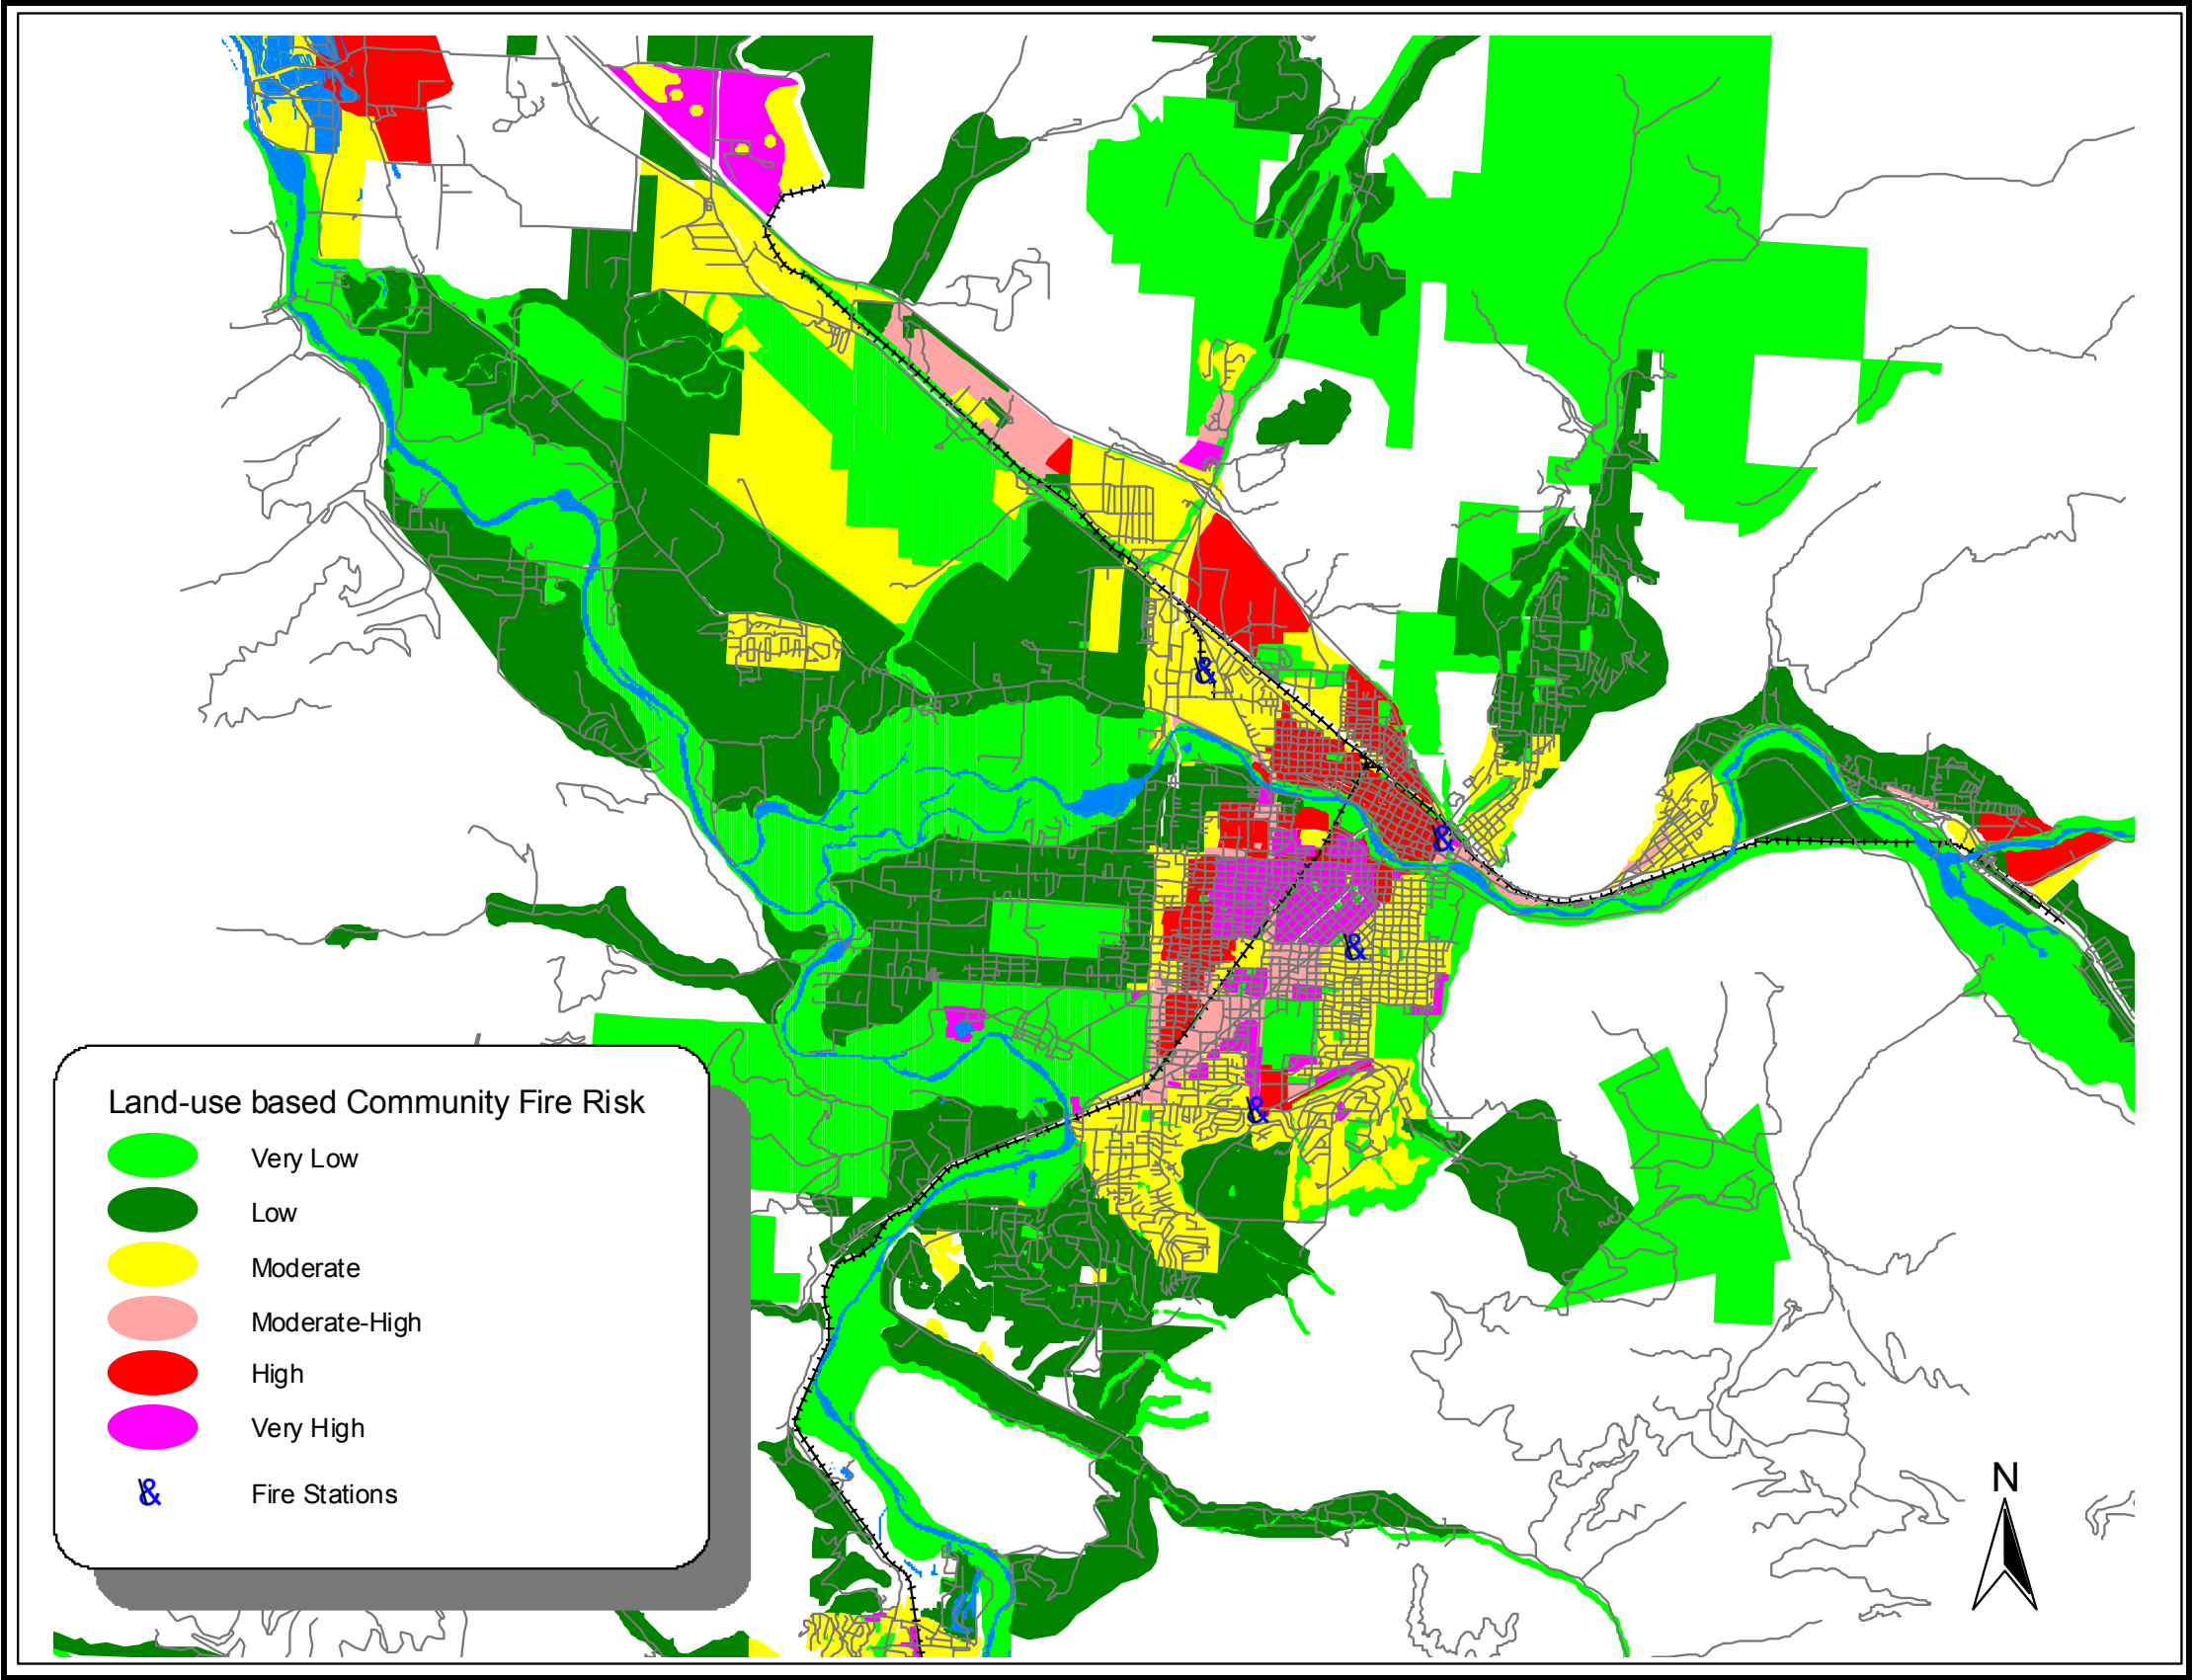 Land-use based Community Fire Risk
Very Low
Low
Moderate
Moderate-High
High
Very High
& Fire Stations
&
&
&
&
N